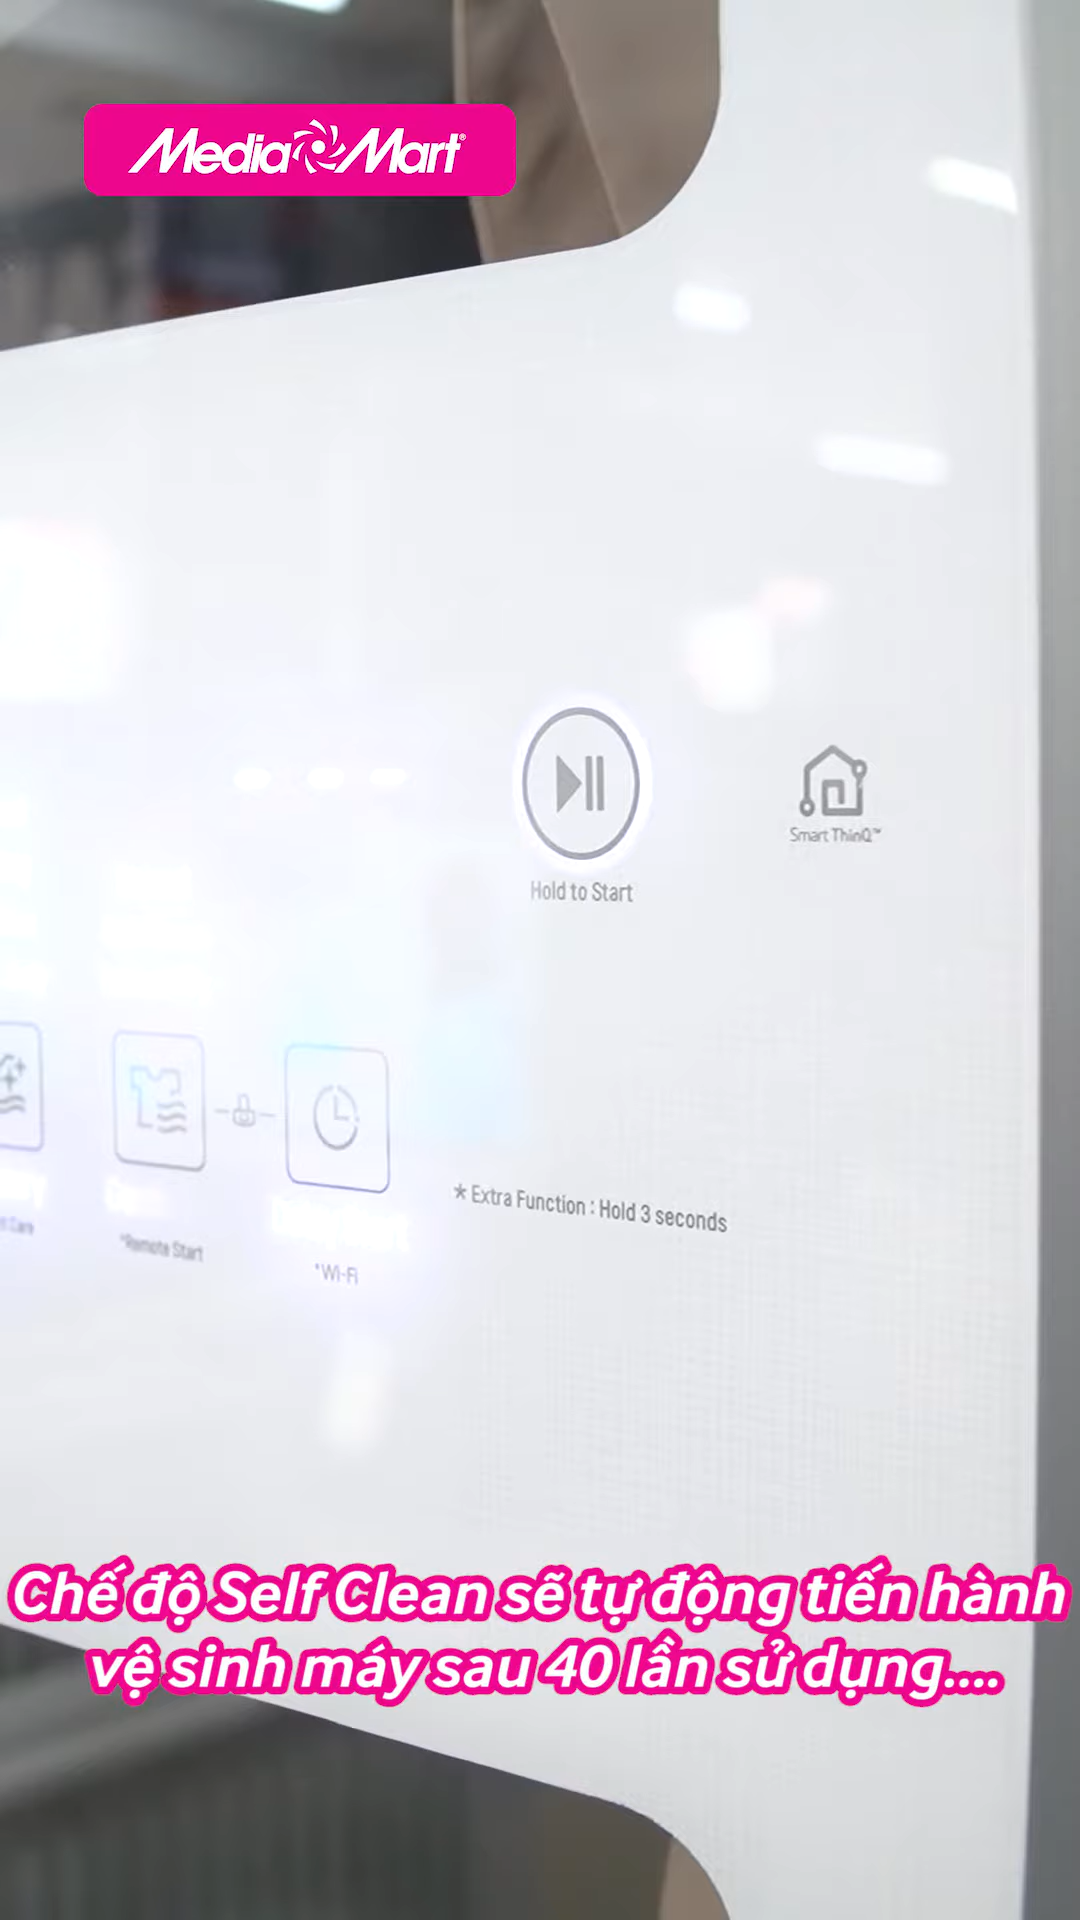 MediaMart
Smart ThinQ™
Hold to Start
* Extra Function : Hold 3 seconds
*Remote Start
*Wi-Fi
Chế độ Self Clean sẽ tự động tiến hành
vệ sinh máy sau 40 lần sử dụng....